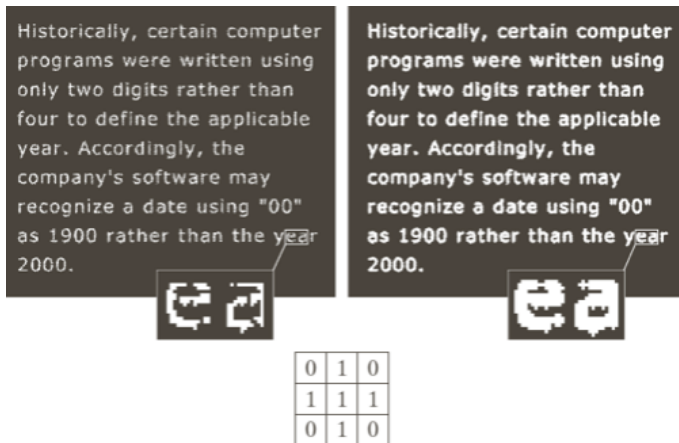 Historically, certain computer
programs were written using
only two digits rather than
four to define the applicable
year. Accordingly, the
company's software may
recognize a date using "00"
as 1900 rather than the year
2000.
e a
Historically, certain computer
programs were written using
only two digits rather than
four to define the applicable
year. Accordingly, the
company's software may
recognize a date using "00"
as 1900 rather than the year
2000.
e a
0 1 0
1 1 1
0 1 0